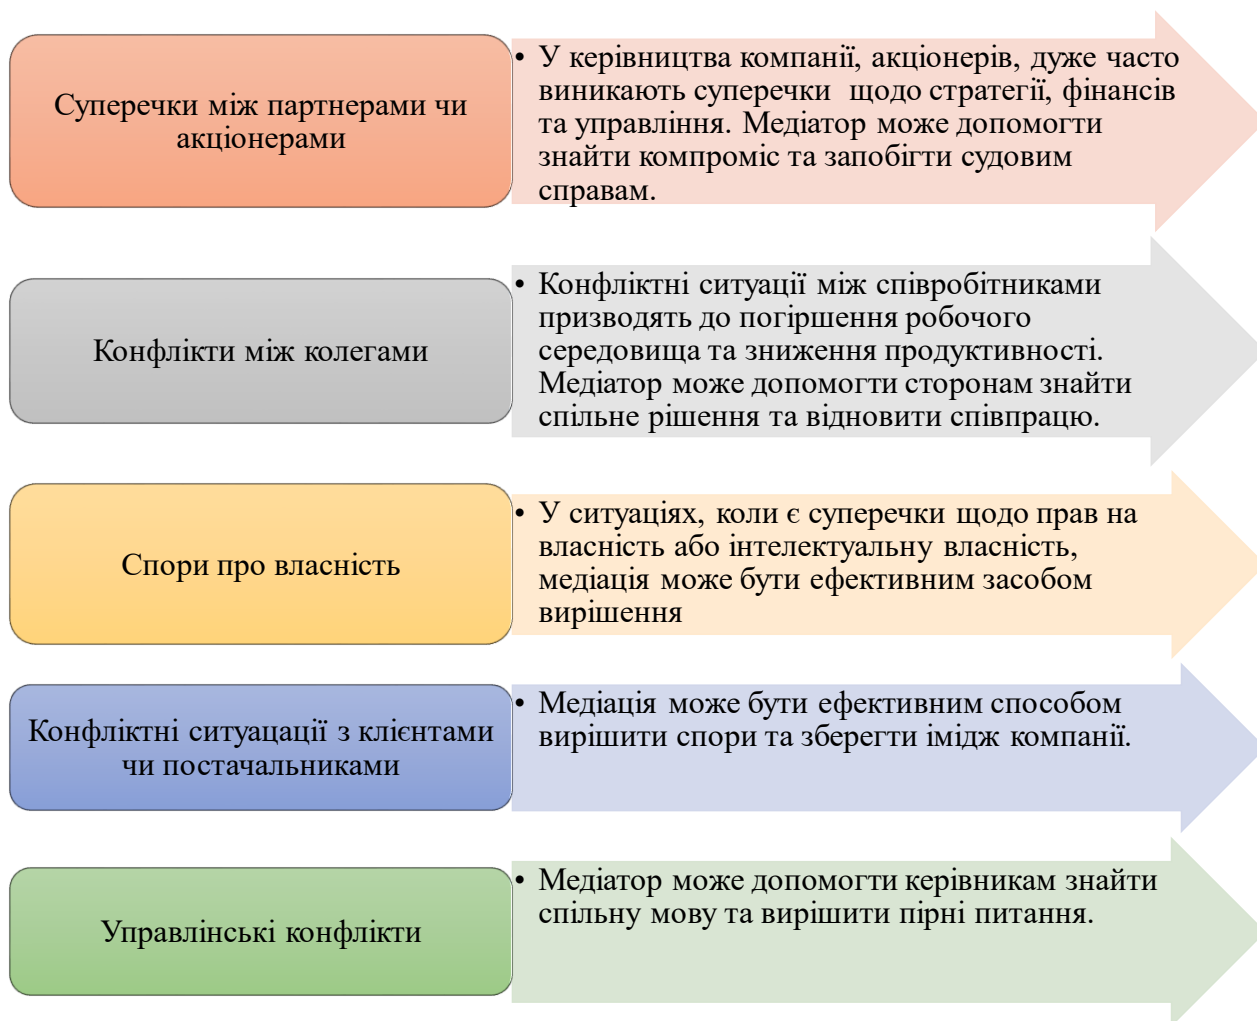 Суперечки між партнерами чи
акціонерами
• У керівництва компанії, акціонерів, дуже часто
виникають суперечки щодо стратегії, фінансів
та управління. Медіатор може допомогти
знайти компроміс та запобігти судовим
справам.
Конфлікти між колегами
• Конфліктні ситуації між співробітниками
призводять до погіршення робочого
середовища та зниження продуктивності.
Медіатор може допомогти сторонам знайти
спільне рішення та відновити співпрацю.
Спори про власність
• У ситуаціях, коли є суперечки щодо прав на
власність або інтелектуальну власність,
медіація може бути ефективним засобом
вирішення
Конфліктні ситуацації з клієнтами
чи постачальниками
• Медіація може бути ефективним способом
вирішити спори та зберегти імідж компанії.
Управлінські конфлікти
• Медіатор може допомогти керівникам знайти
спільну мову та вирішити пірні питання.